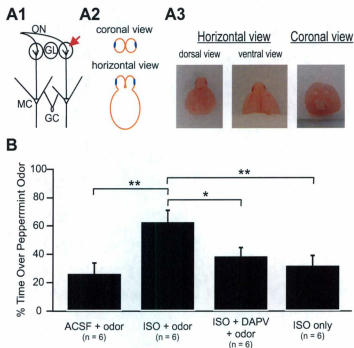 A1
A2
A3
ON
GL
MC
GC
coronal view
horizontal view
Horizontal view
Coronal view
dorsal view
ventral view
B
% Time Over Peppermint Odor
100
80
60
40
20
0
**
**
*
ACSF + odor
(n = 6)
ISO + odor
(n = 6)
ISO + DAPV
+ odor
(n = 6)
ISO only
(n = 6)